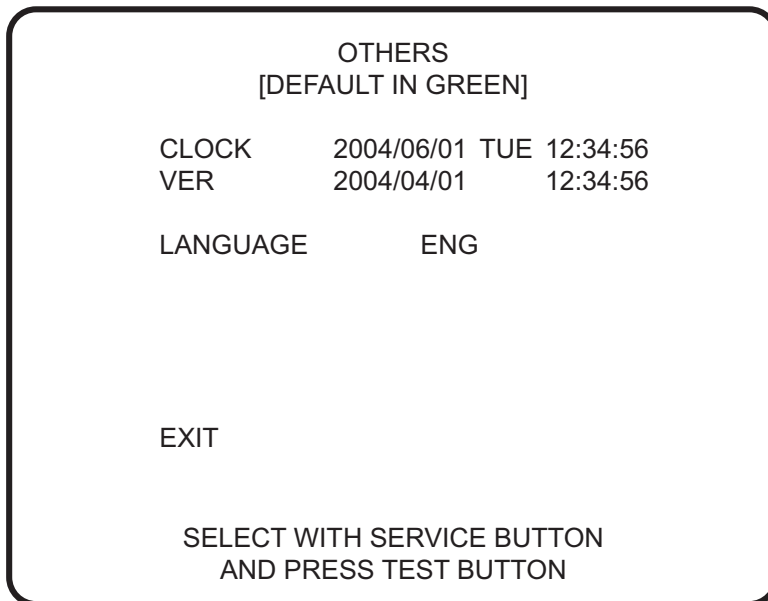 OTHERS
[DEFAULT IN GREEN]
CLOCK 2004/06/01 TUE 12:34:56
VER 2004/04/01 12:34:56
LANGUAGE ENG
EXIT
SELECT WITH SERVICE BUTTON
AND PRESS TEST BUTTON